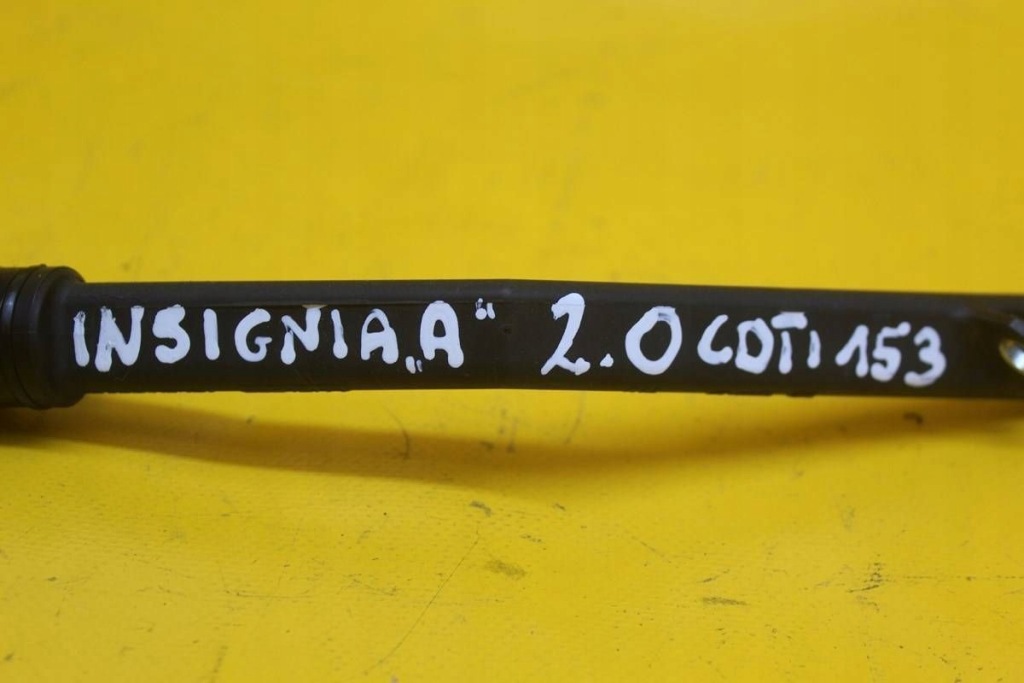 INSIGNIA „A" 2.0 CDTI 153